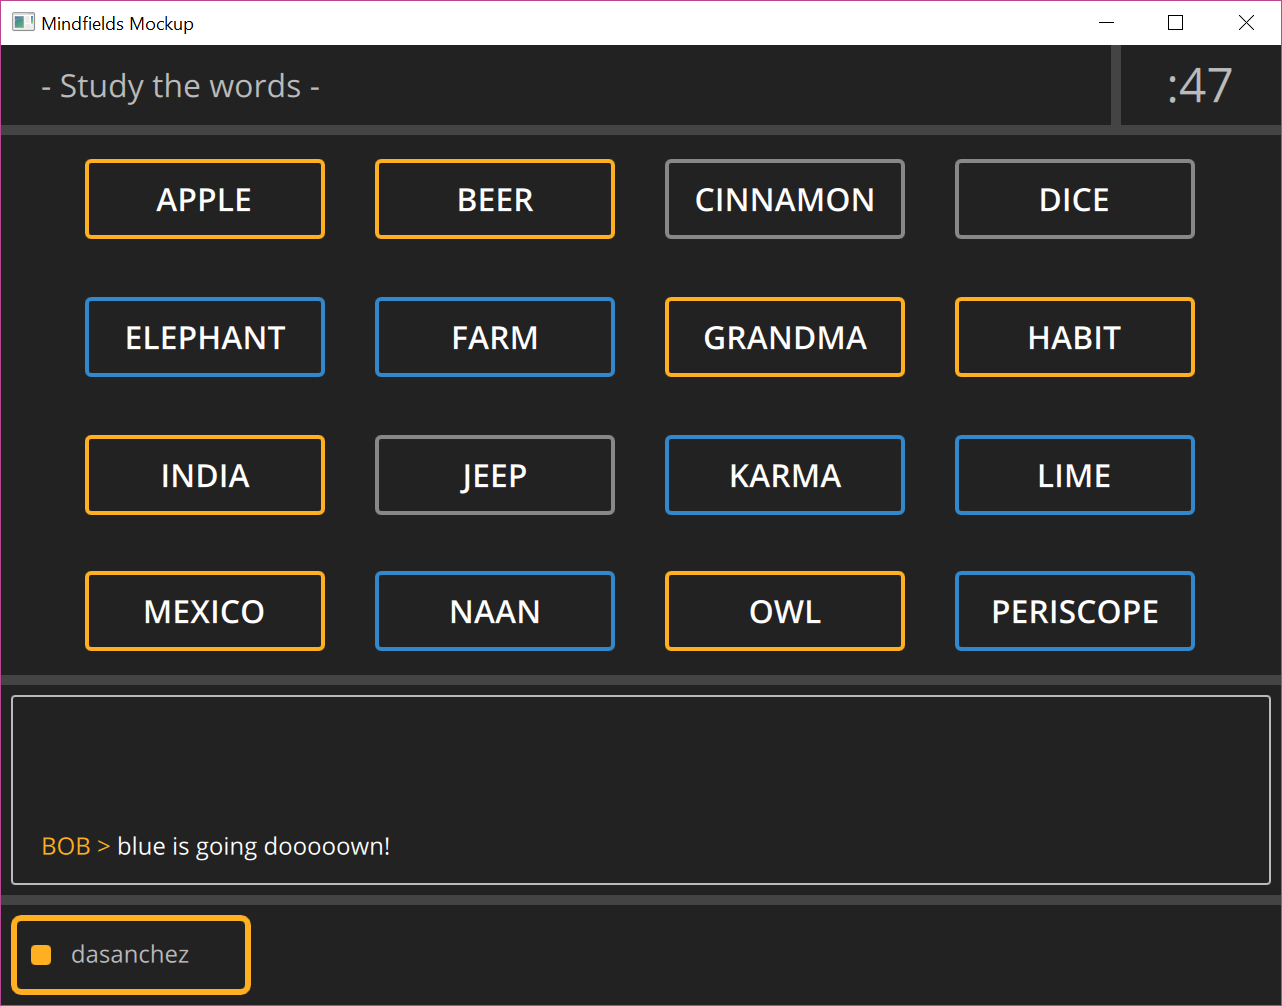 Mindfields Mockup
- Study the words - :47
APPLE BEER CINNAMON DICE
ELEPHANT FARM GRANDMA HABIT
INDIA JEEP KARMA LIME
MEXICO NAAN OWL PERISCOPE
BOB > blue is going dooooown!
dasanchez